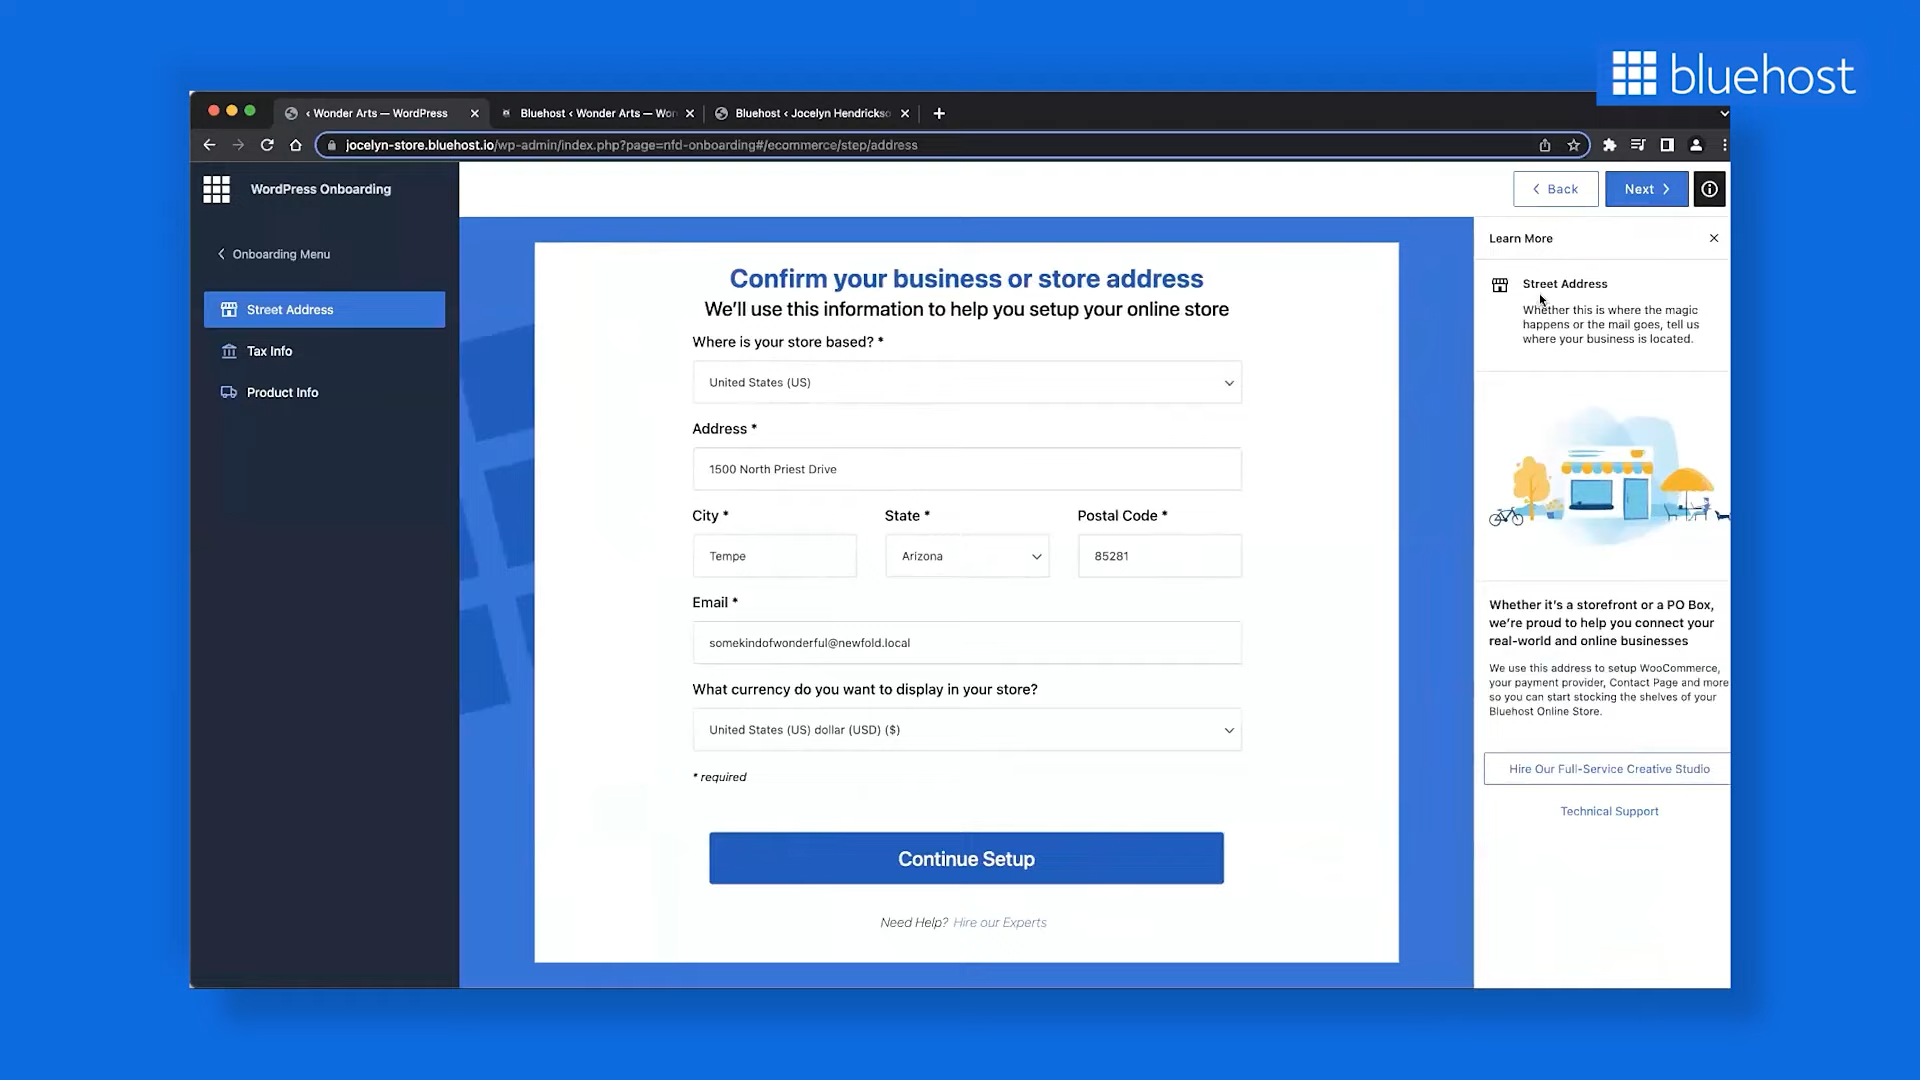 bluehost
‹ Wonder Arts — WordPress
Bluehost ‹ Wonder Arts — Wor
Bluehost ‹ Jocelyn Hendrickso
jocelyn-store.bluehost.io/wp-admin/index.php?page=nfd-onboarding#/ecommerce/step/address
WordPress Onboarding
Back
Next
Onboarding Menu
Street Address
Tax Info
Product Info
Confirm your business or store address
We'll use this information to help you setup your online store
Where is your store based? *
United States (US)
Address *
1500 North Priest Drive
City *
State *
Postal Code *
Tempe
Arizona
85281
Email *
somekindofwonderful@newfold.local
What currency do you want to display in your store?
United States (US) dollar (USD) ($)
* required
Continue Setup
Need Help? Hire our Experts
Learn More
Street Address
Whether this is where the magic
happens or the mail goes, tell us
where your business is located.
Whether it's a storefront or a PO Box,
we're proud to help you connect your
real-world and online businesses
We use this address to setup WooCommerce,
your payment provider, Contact Page and more
so you can start stocking the shelves of your
Bluehost Online Store.
Hire Our Full-Service Creative Studio
Technical Support